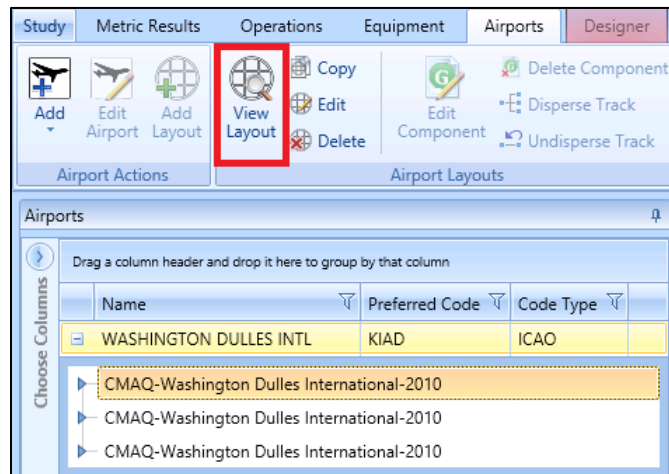 Study Metric Results Operations Equipment Airports Designer
Add Edit Airport Add Layout View Layout Copy Edit Delete Edit Component Delete Component Disperse Track Undisperse Track
Airport Actions Airport Layouts
Airports
Choose Columns
Drag a column header and drop it here to group by that column
Name Preferred Code Code Type
WASHINGTON DULLES INTL KIAD ICAO
CMAQ-Washington Dulles International-2010
CMAQ-Washington Dulles International-2010
CMAQ-Washington Dulles International-2010